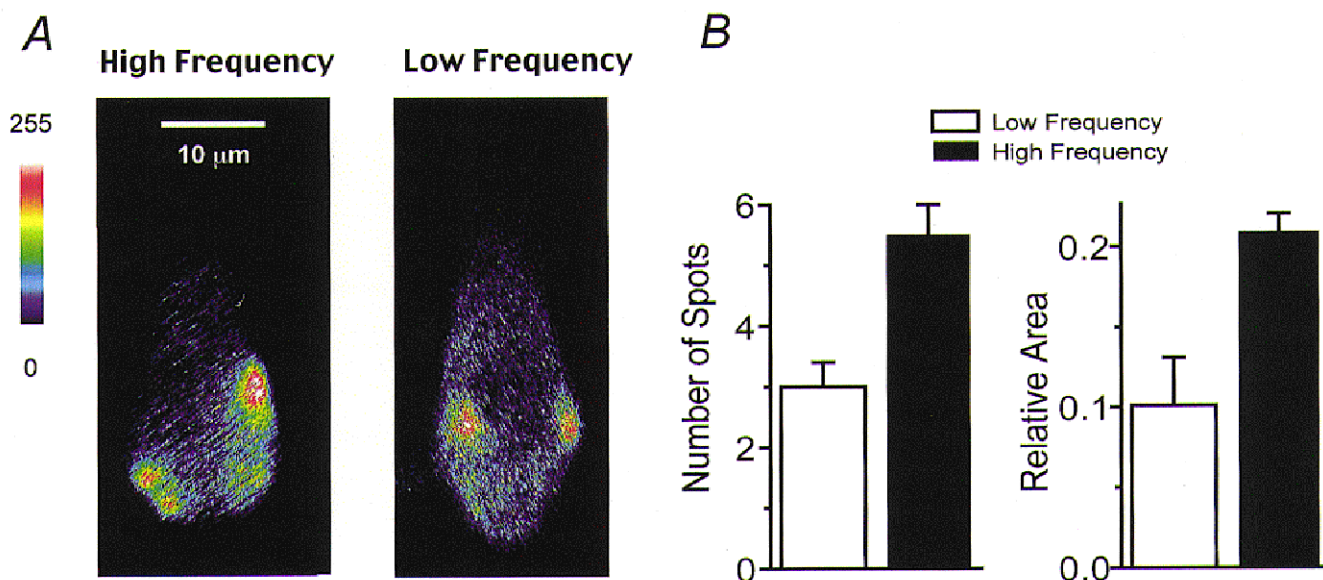 A
High Frequency
Low Frequency
255
10 μm
0
B
Low Frequency
High Frequency
Number of Spots
6
4
2
0
Relative Area
0.2
0.1
0.0